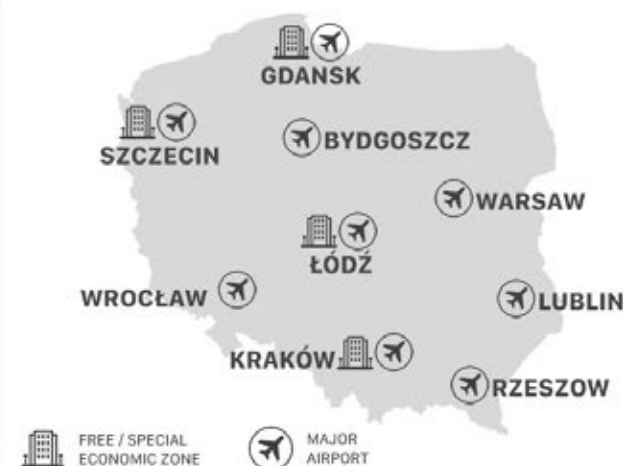 GDANSK
SZCZECIN
BYDGOSZCZ
WARSAW
ŁÓDŹ
WROCŁAW
LUBLIN
KRAKÓW
RZESZOW
FREE / SPECIAL
ECONOMIC ZONE
MAJOR
AIRPORT